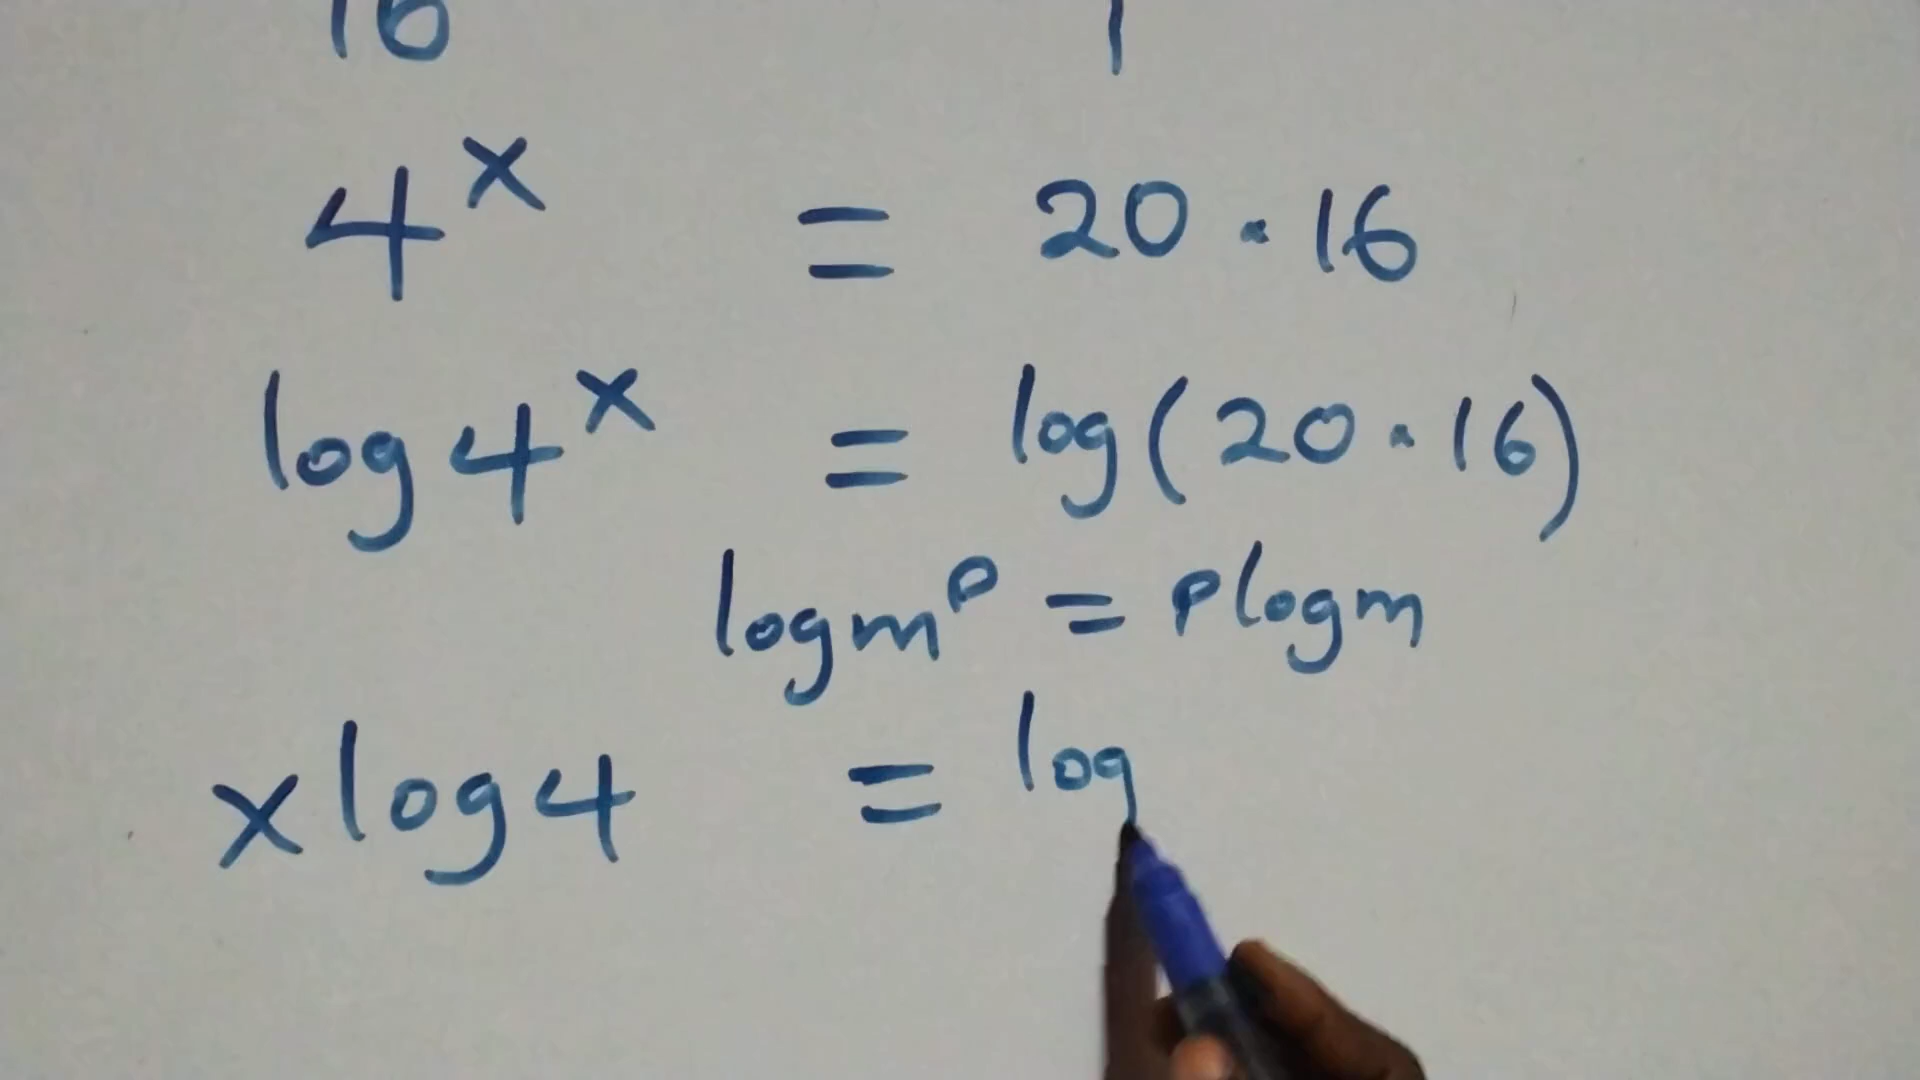 16 1
4^x = 20 · 16
log 4^x = log(20 · 16)
log m^p = p log m
x log 4 = log